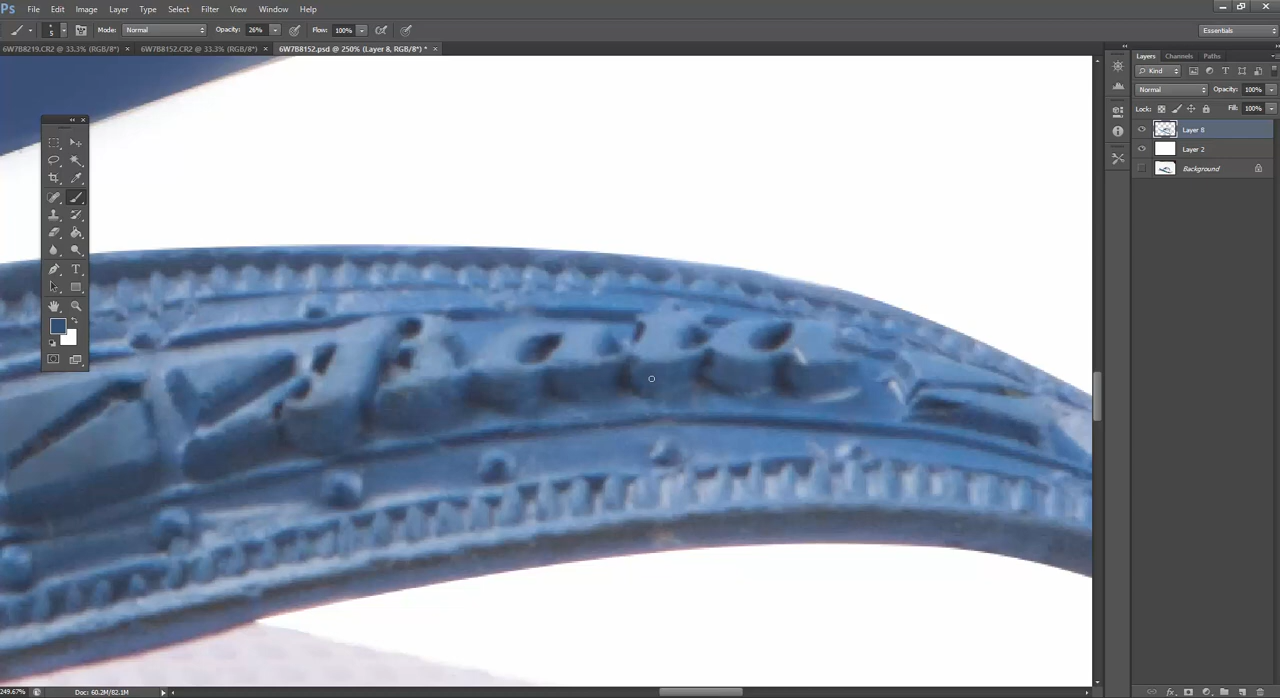 Ps File Edit Image Layer Type Select Filter View Window Help
5 Mode: Normal Opacity: 26% Flow: 100% Essentials
6W7B8219.CR2 @ 33.3% (RGB/8*) × 6W7B8152.CR2 @ 33.3% (RGB/8*) × 6W7B8152.psd @ 250% (Layer 8, RGB/8*) * ×
Layers Channels Paths
Kind
Normal Opacity: 100%
Lock: Fill: 100%
Layer 8
Layer 2
Background
249.67% Doc: 60.2M/82.1M